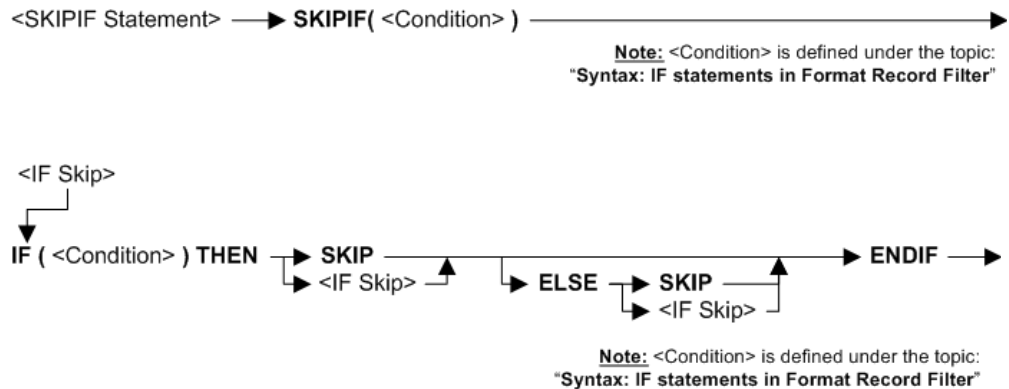 <SKIPIF Statement> SKIPIF( <Condition> )
Note: <Condition> is defined under the topic:
"Syntax: IF statements in Format Record Filter"
<IF Skip>
IF ( <Condition> ) THEN SKIP ENDIF
<IF Skip> ELSE SKIP
<IF Skip>
Note: <Condition> is defined under the topic:
"Syntax: IF statements in Format Record Filter"